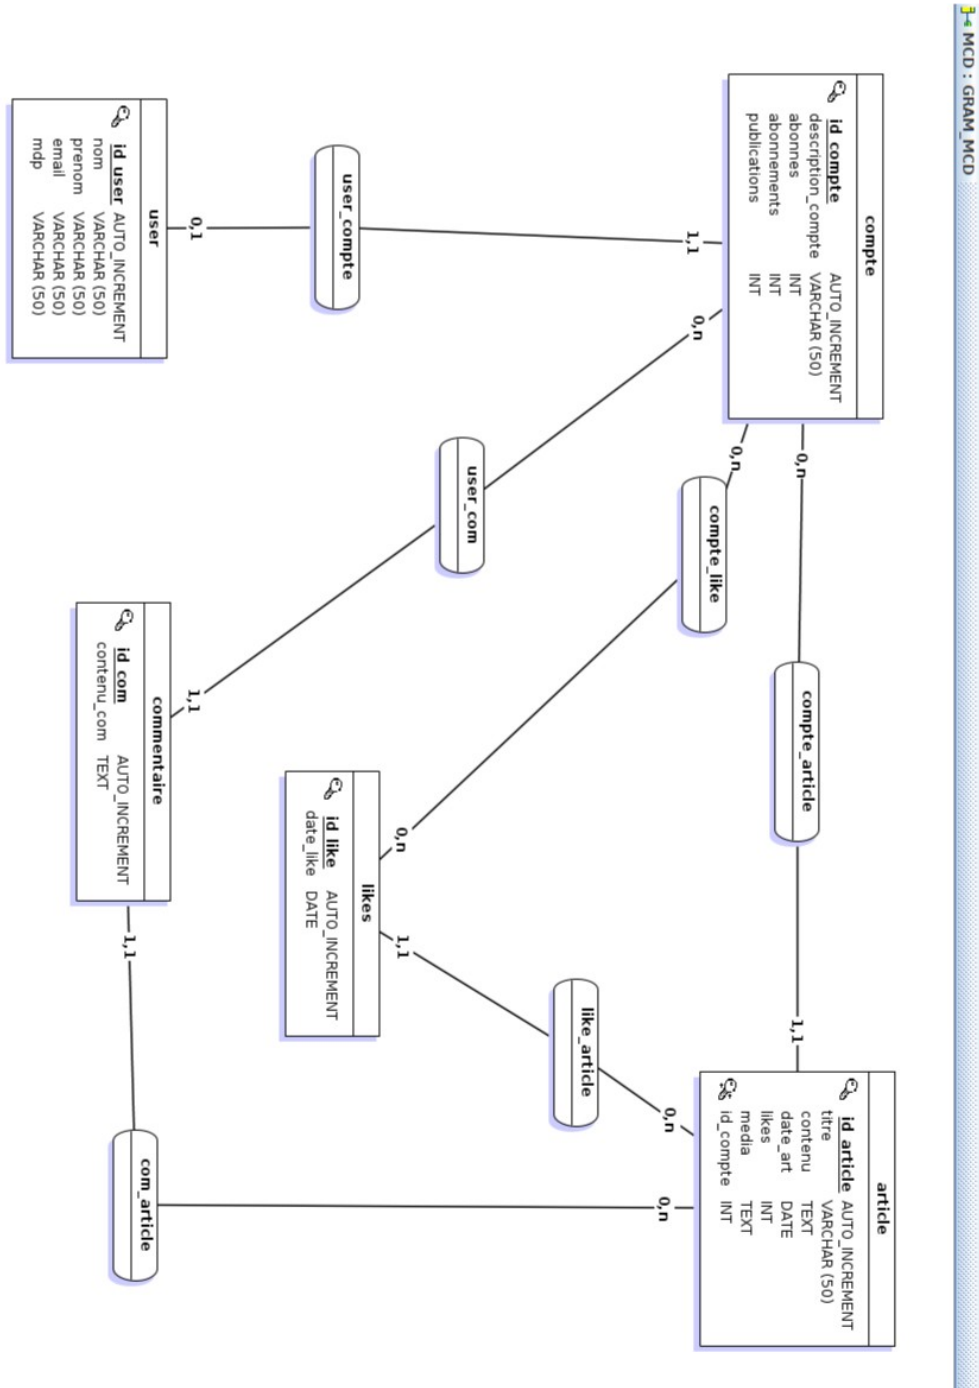 MCD : GRAM_MCD
compte
id_compte AUTO_INCREMENT
description_compte VARCHAR (50)
abonnes INT
abonnements INT
publications INT
0,n
compte_article
1,1
article
id_article AUTO_INCREMENT
titre VARCHAR (50)
contenu TEXT
date_art DATE
likes INT
media TEXT
id_compte INT
0,n
compte_like
0,n
likes
id_like AUTO_INCREMENT
date_like DATE
1,1
like_article
0,n
1,1
user_compte
0,1
user
id_user AUTO_INCREMENT
nom VARCHAR (50)
prenom VARCHAR (50)
email VARCHAR (50)
mdp VARCHAR (50)
0,n
user_com
1,1
commentaire
id_com AUTO_INCREMENT
contenu_com TEXT
1,1
com_article
0,n